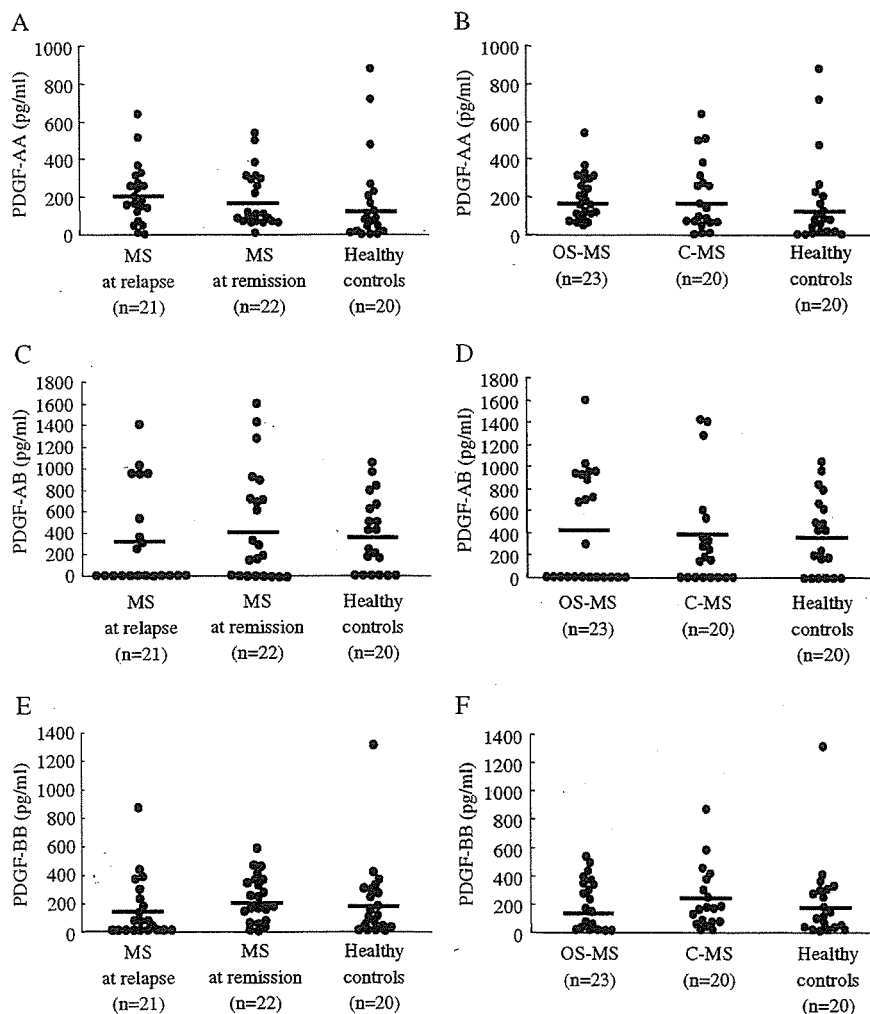 A
PDGF-AA (pg/ml)
1000
800
600
400
200
0
MS
at relapse
(n=21)
MS
at remission
(n=22)
Healthy
controls
(n=20)
B
PDGF-AA (pg/ml)
1000
800
600
400
200
0
OS-MS
(n=23)
C-MS
(n=20)
Healthy
controls
(n=20)
C
PDGF-AB (pg/ml)
1800
1600
1400
1200
1000
800
600
400
200
0
MS
at relapse
(n=21)
MS
at remission
(n=22)
Healthy
controls
(n=20)
D
PDGF-AB (pg/ml)
1800
1600
1400
1200
1000
800
600
400
200
0
OS-MS
(n=23)
C-MS
(n=20)
Healthy
controls
(n=20)
E
PDGF-BB (pg/ml)
1400
1200
1000
800
600
400
200
0
MS
at relapse
(n=21)
MS
at remission
(n=22)
Healthy
controls
(n=20)
F
PDGF-BB (pg/ml)
1400
1200
1000
800
600
400
200
0
OS-MS
(n=23)
C-MS
(n=20)
Healthy
controls
(n=20)